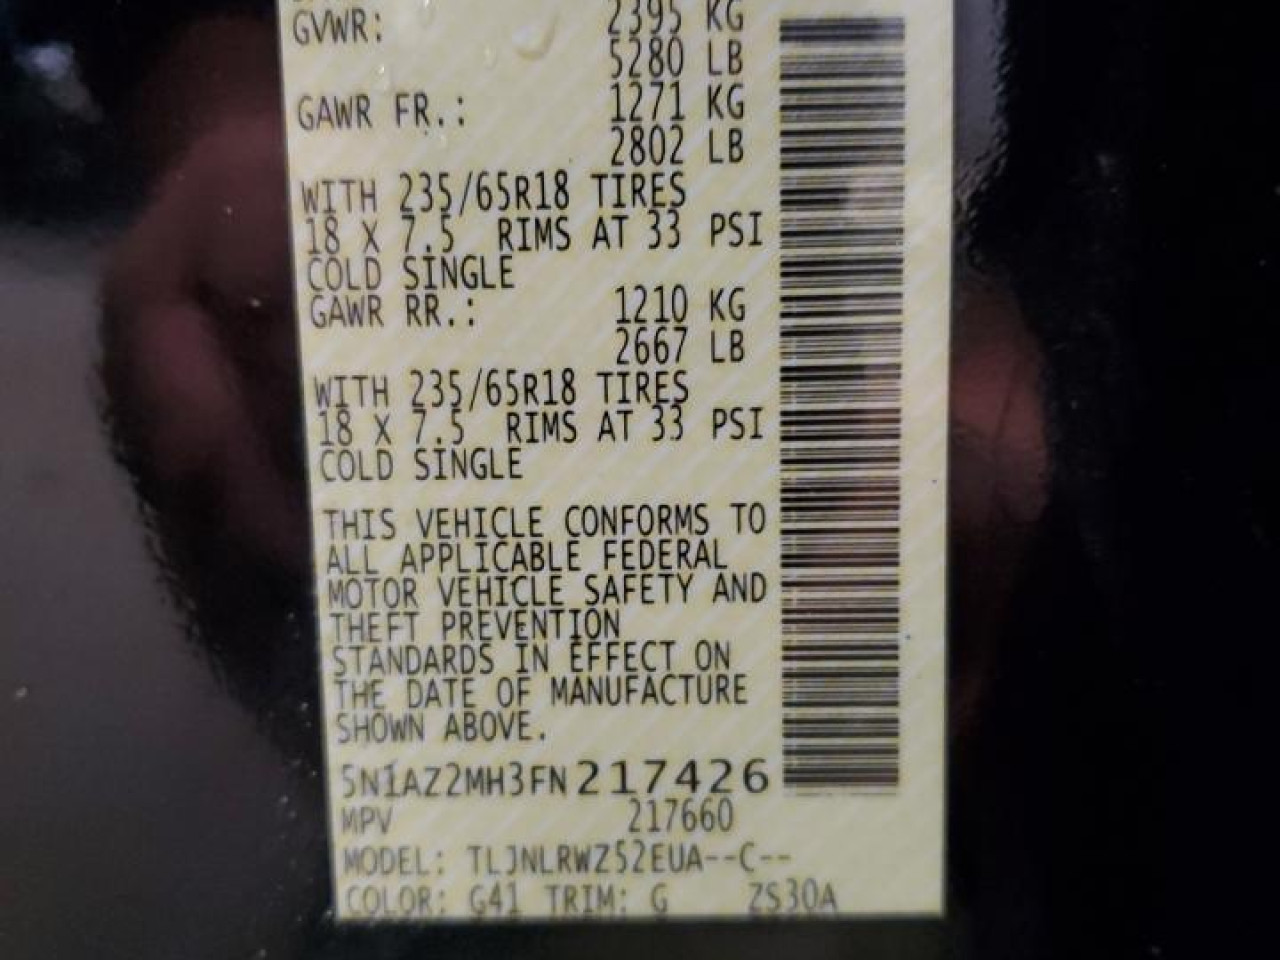 GVWR: 2395 KG
5280 LB
GAWR FR.: 1271 KG
2802 LB
WITH 235/65R18 TIRES
18 X 7.5 RIMS AT 33 PSI
COLD SINGLE
GAWR RR.: 1210 KG
2667 LB
WITH 235/65R18 TIRES
18 X 7.5 RIMS AT 33 PSI
COLD SINGLE
THIS VEHICLE CONFORMS TO
ALL APPLICABLE FEDERAL
MOTOR VEHICLE SAFETY AND
THEFT PREVENTION
STANDARDS IN EFFECT ON
THE DATE OF MANUFACTURE
SHOWN ABOVE.
5N1AZ2MH3FN217426
MPV 217660
MODEL: TLJNLRWZ52EUA--C--
COLOR: G41 TRIM: G ZS30A